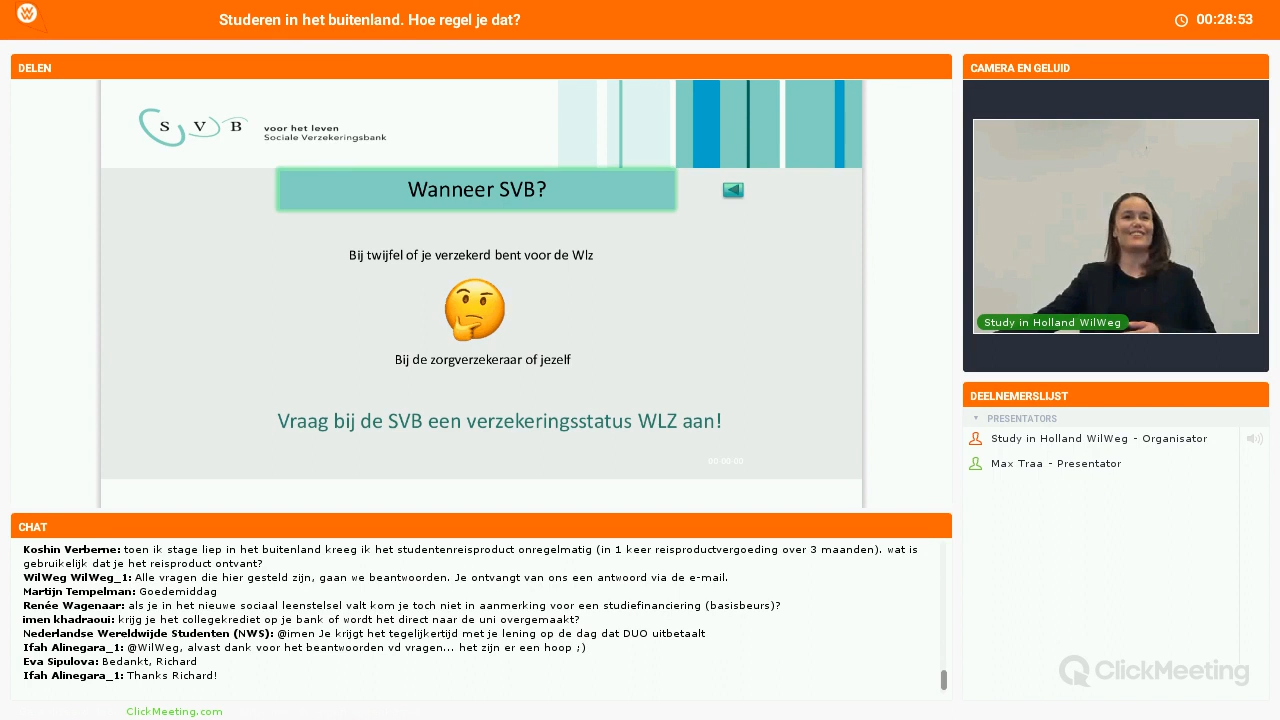 Studeren in het buitenland. Hoe regel je dat?
00:28:53
DELEN
S V B
voor het leven
Sociale Verzekeringsbank
Wanneer SVB?
Bij twijfel of je verzekerd bent voor de Wlz
Bij de zorgverzekeraar of jezelf
Vraag bij de SVB een verzekeringsstatus WLZ aan!
00:00:00
CAMERA EN GELUID
Study in Holland WilWeg
DEELNEMERSLIJST
PRESENTATORS
Study in Holland WilWeg - Organisator
Max Traa - Presentator
CHAT
Koshin Verberne: toen ik stage liep in het buitenland kreeg ik het studentenreisproduct onregelmatig (in 1 keer reisproductvergoeding over 3 maanden). wat is
gebruikelijk dat je het reisproduct ontvant?
WilWeg WilWeg_1: Alle vragen die hier gesteld zijn, gaan we beantwoorden. Je ontvangt van ons een antwoord via de e-mail.
Martijn Tempelman: Goedemiddag
Renée Wagenaar: als je in het nieuwe sociaal leenstelsel valt kom je toch niet in aanmerking voor een studiefinanciering (basisbeurs)?
imen khadraoui: krijg je het collegekrediet op je bank of wordt het direct naar de uni overgemaakt?
Nederlandse Wereldwijde Studenten (NWS): @imen Je krijgt het tegelijkertijd met je lening op de dag dat DUO uitbetaalt
Ifah Alinegara_1: @WilWeg, alvast dank voor het beantwoorden vd vragen... het zijn er een hoop ;)
Eva Sipulova: Bedankt, Richard
Ifah Alinegara_1: Thanks Richard!
ClickMeeting
ClickMeeting.com